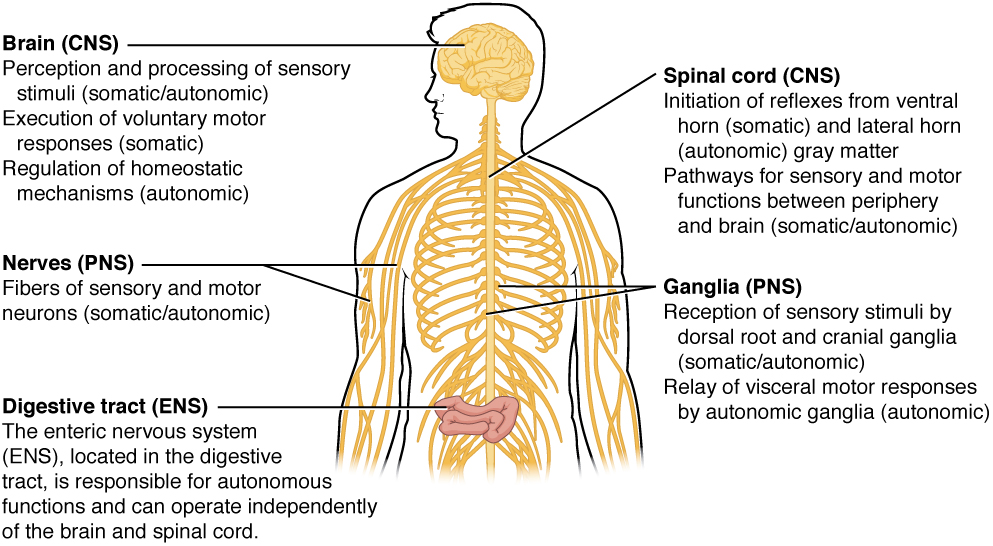 Brain (CNS)
Perception and processing of sensory
stimuli (somatic/autonomic)
Execution of voluntary motor
responses (somatic)
Regulation of homeostatic
mechanisms (autonomic)
Nerves (PNS)
Fibers of sensory and motor
neurons (somatic/autonomic)
Digestive tract (ENS)
The enteric nervous system
(ENS), located in the digestive
tract, is responsible for autonomous
functions and can operate independently
of the brain and spinal cord.
Spinal cord (CNS)
Initiation of reflexes from ventral
horn (somatic) and lateral horn
(autonomic) gray matter
Pathways for sensory and motor
functions between periphery
and brain (somatic/autonomic)
Ganglia (PNS)
Reception of sensory stimuli by
dorsal root and cranial ganglia
(somatic/autonomic)
Relay of visceral motor responses
by autonomic ganglia (autonomic)